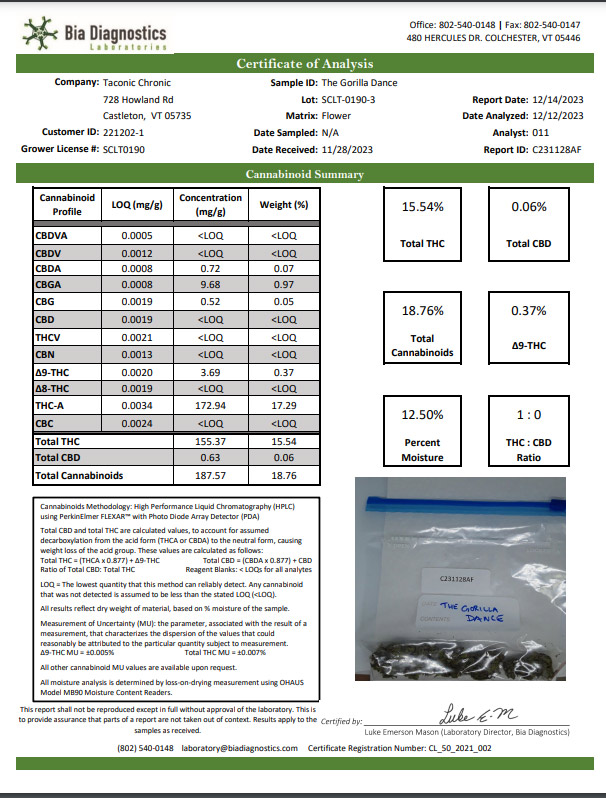 Bia Diagnostics
Laboratories
Office: 802-540-0148 | Fax: 802-540-0147
480 HERCULES DR. COLCHESTER, VT 05446
Certificate of Analysis
Company: Taconic Chronic
728 Howland Rd
Castleton, VT 05735
Customer ID: 221202-1
Grower License #: SCLT0190
Sample ID: The Gorilla Dance
Lot: SCLT-0190-3
Matrix: Flower
Date Sampled: N/A
Date Received: 11/28/2023
Report Date: 12/14/2023
Date Analyzed: 12/12/2023
Analyst: 011
Report ID: C231128AF
Cannabinoid Summary
Cannabinoid Profile LOQ (mg/g) Concentration (mg/g) Weight (%)
CBDVA 0.0005 <LOQ <LOQ
CBDV 0.0012 <LOQ <LOQ
CBDA 0.0008 0.72 0.07
CBGA 0.0008 9.68 0.97
CBG 0.0019 0.52 0.05
CBD 0.0019 <LOQ <LOQ
THCV 0.0021 <LOQ <LOQ
CBN 0.0013 <LOQ <LOQ
Δ9-THC 0.0020 3.69 0.37
Δ8-THC 0.0019 <LOQ <LOQ
THC-A 0.0034 172.94 17.29
CBC 0.0024 <LOQ <LOQ
Total THC 155.37 15.54
Total CBD 0.63 0.06
Total Cannabinoids 187.57 18.76
15.54%
Total THC
0.06%
Total CBD
18.76%
Total
Cannabinoids
0.37%
Δ9-THC
12.50%
Percent
Moisture
1 : 0
THC : CBD
Ratio
Cannabinoids Methodology: High Performance Liquid Chromatography (HPLC)
using PerkinElmer FLEXAR™ with Photo Diode Array Detector (PDA)
Total CBD and total THC are calculated values, to account for assumed
decarboxylation from the acid form (THCA or CBDA) to the neutral form, causing
weight loss of the acid group. These values are calculated as follows:
Total THC = (THCA x 0.877) + Δ9-THC Total CBD = (CBDA x 0.877) + CBD
Ratio of Total CBD: Total THC Reagent Blanks: < LOQs for all analytes
LOQ = The lowest quantity that this method can reliably detect. Any cannabinoid
that was not detected is assumed to be less than the stated LOQ (<LOQ).
All results reflect dry weight of material, based on % moisture of the sample.
Measurement of Uncertainty (MU): the parameter, associated with the result of a
measurement, that characterizes the dispersion of the values that could
reasonably be attributed to the particular quantity subject to measurement.
Δ9-THC MU = ±0.005% Total THC MU = ±0.007%
All other cannabinoid MU values are available upon request.
All moisture analysis is determined by loss-on-drying measurement using OHAUS
Model MB90 Moisture Content Readers.
C231128AF
THE GORILLA
CONTENTS DANCE
This report shall not be reproduced except in full without approval of the laboratory. This is
to provide assurance that parts of a report are not taken out of context. Results apply to the
samples as received.
Certified by: Luke E-M
Luke Emerson Mason (Laboratory Director, Bia Diagnostics)
(802) 540-0148 laboratory@biadiagnostics.com Certificate Registration Number: CL_50_2021_002